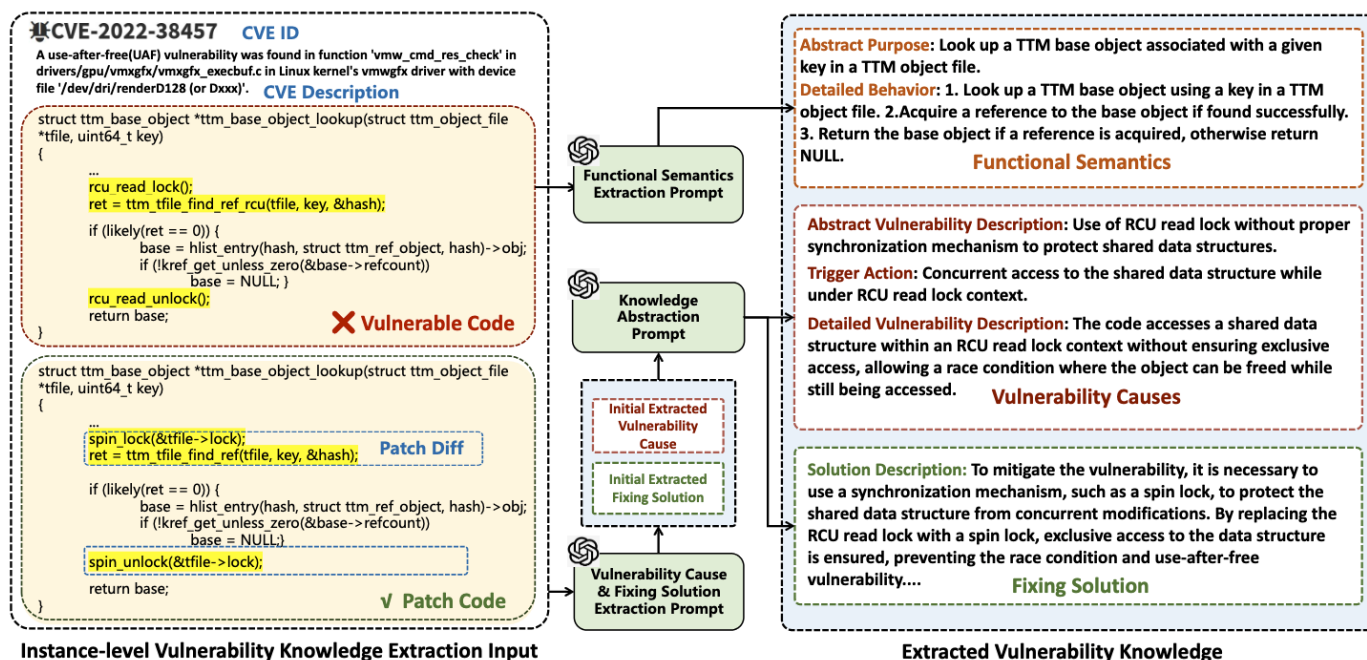 CVE-2022-38457 CVE ID
A use-after-free(UAF) vulnerability was found in function 'vmw_cmd_res_check' in
drivers/gpu/vmxgfx/vmxgfx_execbuf.c in Linux kernel's vmwgfx driver with device
file '/dev/dri/renderD128 (or Dxxx)'.
CVE Description
struct ttm_base_object *ttm_base_object_lookup(struct ttm_object_file
*tfile, uint64_t key)
{
...
rcu_read_lock();
ret = ttm_tfile_find_ref_rcu(tfile, key, &hash);
if (likely(ret == 0)) {
base = hlist_entry(hash, struct ttm_ref_object, hash)->obj;
if (!kref_get_unless_zero(&base->refcount))
base = NULL; }
rcu_read_unlock();
return base;
}
Vulnerable Code
struct ttm_base_object *ttm_base_object_lookup(struct ttm_object_file
*tfile, uint64_t key)
{
...
spin_lock(&tfile->lock);
ret = ttm_tfile_find_ref(tfile, key, &hash);
Patch Diff
if (likely(ret == 0)) {
base = hlist_entry(hash, struct ttm_ref_object, hash)->obj;
if (!kref_get_unless_zero(&base->refcount))
base = NULL;}
spin_unlock(&tfile->lock);
return base;
}
√ Patch Code
Instance-level Vulnerability Knowledge Extraction Input
Functional Semantics
Extraction Prompt
Knowledge
Abstraction
Prompt
Initial Extracted
Vulnerability
Cause
Initial Extracted
Fixing Solution
Vulnerability Cause
& Fixing Solution
Extraction Prompt
Abstract Purpose: Look up a TTM base object associated with a given
key in a TTM object file.
Detailed Behavior: 1. Look up a TTM base object using a key in a TTM
object file. 2.Acquire a reference to the base object if found successfully.
3. Return the base object if a reference is acquired, otherwise return
NULL.
Functional Semantics
Abstract Vulnerability Description: Use of RCU read lock without proper
synchronization mechanism to protect shared data structures.
Trigger Action: Concurrent access to the shared data structure while
under RCU read lock context.
Detailed Vulnerability Description: The code accesses a shared data
structure within an RCU read lock context without ensuring exclusive
access, allowing a race condition where the object can be freed while
still being accessed.
Vulnerability Causes
Solution Description: To mitigate the vulnerability, it is necessary to
use a synchronization mechanism, such as a spin lock, to protect the
shared data structure from concurrent modifications. By replacing the
RCU read lock with a spin lock, exclusive access to the data structure
is ensured, preventing the race condition and use-after-free
vulnerability....
Fixing Solution
Extracted Vulnerability Knowledge